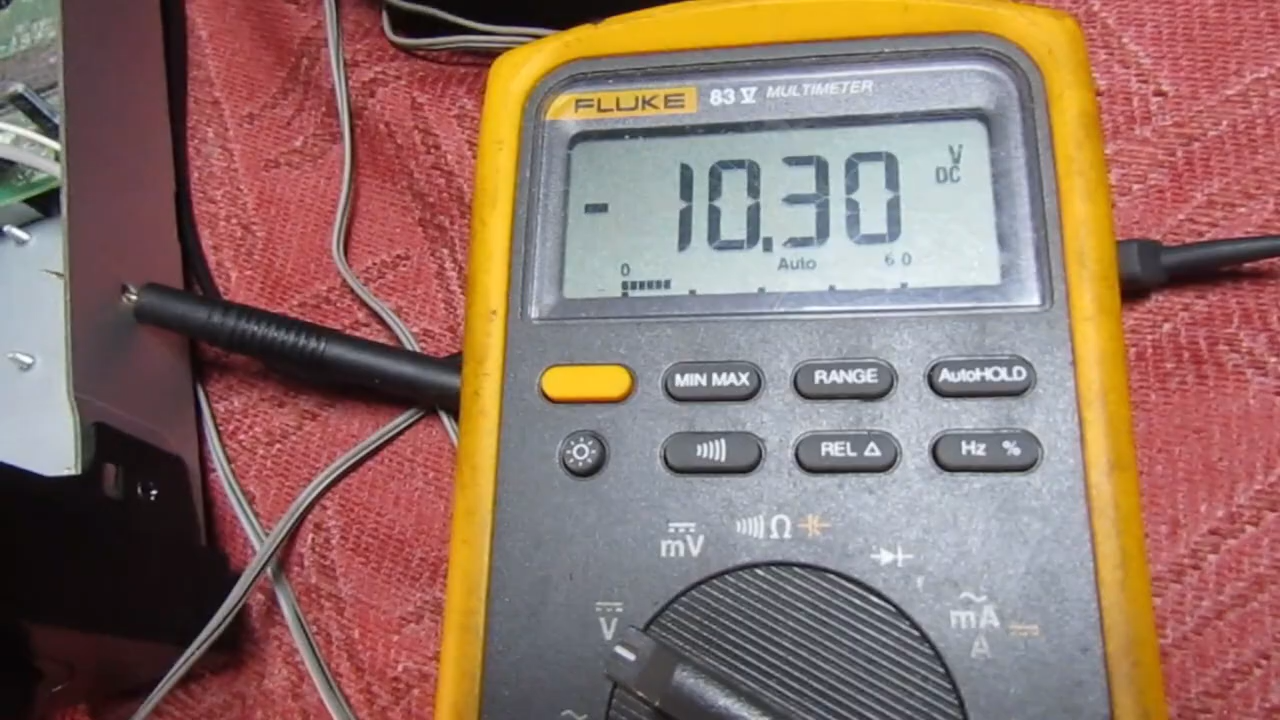 FLUKE 83 V MULTIMETER
- 10.30 V DC
0 Auto 60
MIN MAX RANGE AutoHOLD
REL Δ Hz %
mV Ω
V mA
A